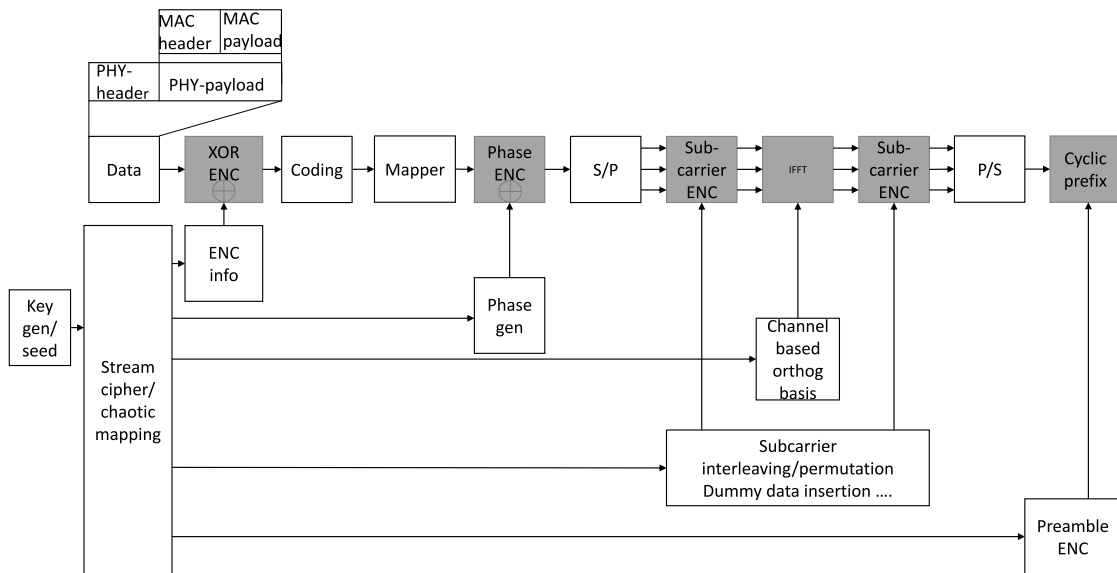 MAC
header
MAC
payload
PHY-
header
PHY-payload
Data
XOR
ENC
Coding
Mapper
Phase
ENC
S/P
Sub-
carrier
ENC
IFFT
Sub-
carrier
ENC
P/S
Cyclic
prefix
ENC
info
Key
gen/
seed
Phase
gen
Channel
based
orthog
basis
Stream
cipher/
chaotic
mapping
Subcarrier
interleaving/permutation
Dummy data insertion ....
Preamble
ENC